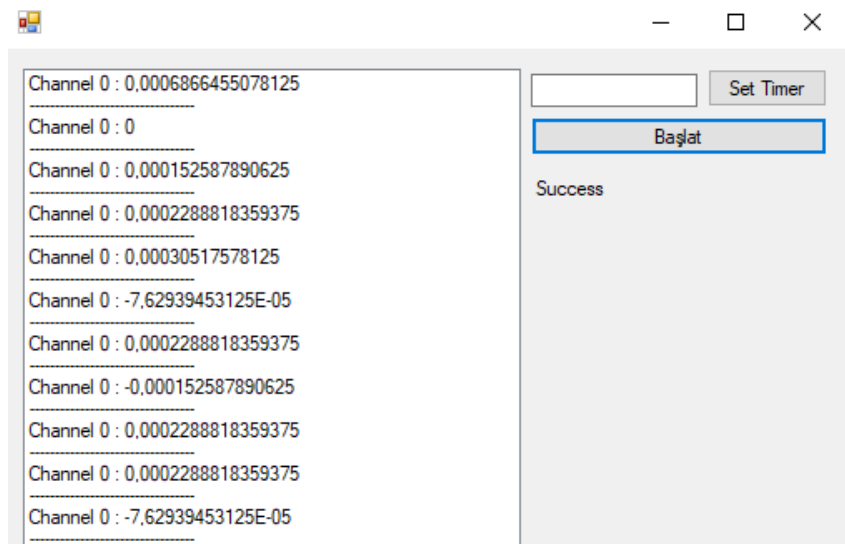 Channel 0 : 0,0006866455078125
---------------------------------
Channel 0 : 0
---------------------------------
Channel 0 : 0,000152587890625
---------------------------------
Channel 0 : 0,0002288818359375
---------------------------------
Channel 0 : 0,00030517578125
---------------------------------
Channel 0 : -7,62939453125E-05
---------------------------------
Channel 0 : 0,0002288818359375
---------------------------------
Channel 0 : -0,000152587890625
---------------------------------
Channel 0 : 0,0002288818359375
---------------------------------
Channel 0 : 0,0002288818359375
---------------------------------
Channel 0 : -7,62939453125E-05
---------------------------------
Set Timer
Başlat
Success